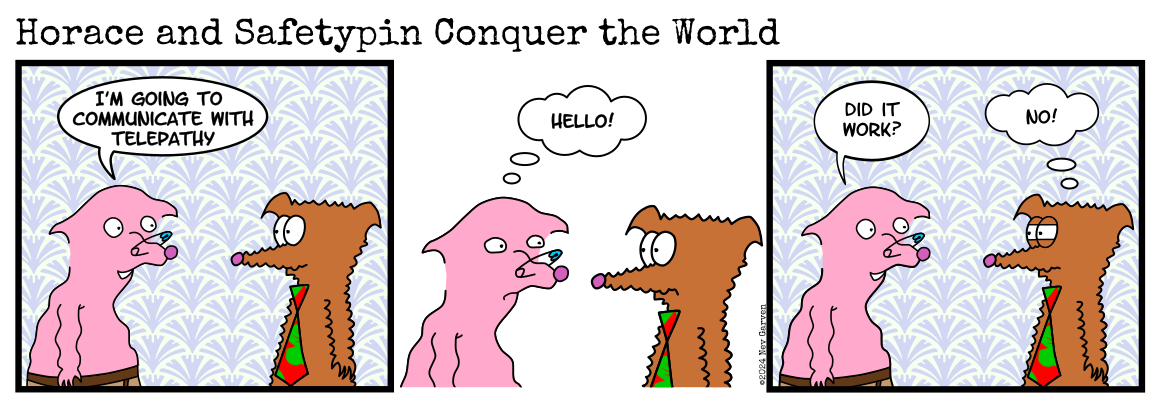 Horace and Safetypin Conquer the World
I'M GOING TO
COMMUNICATE WITH
TELEPATHY
HELLO!
DID IT
WORK?
NO!
©2024 Nev Garven